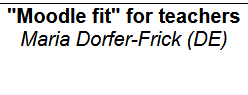 "Moodle fit" for teachers
Maria Dorfer-Frick (DE)